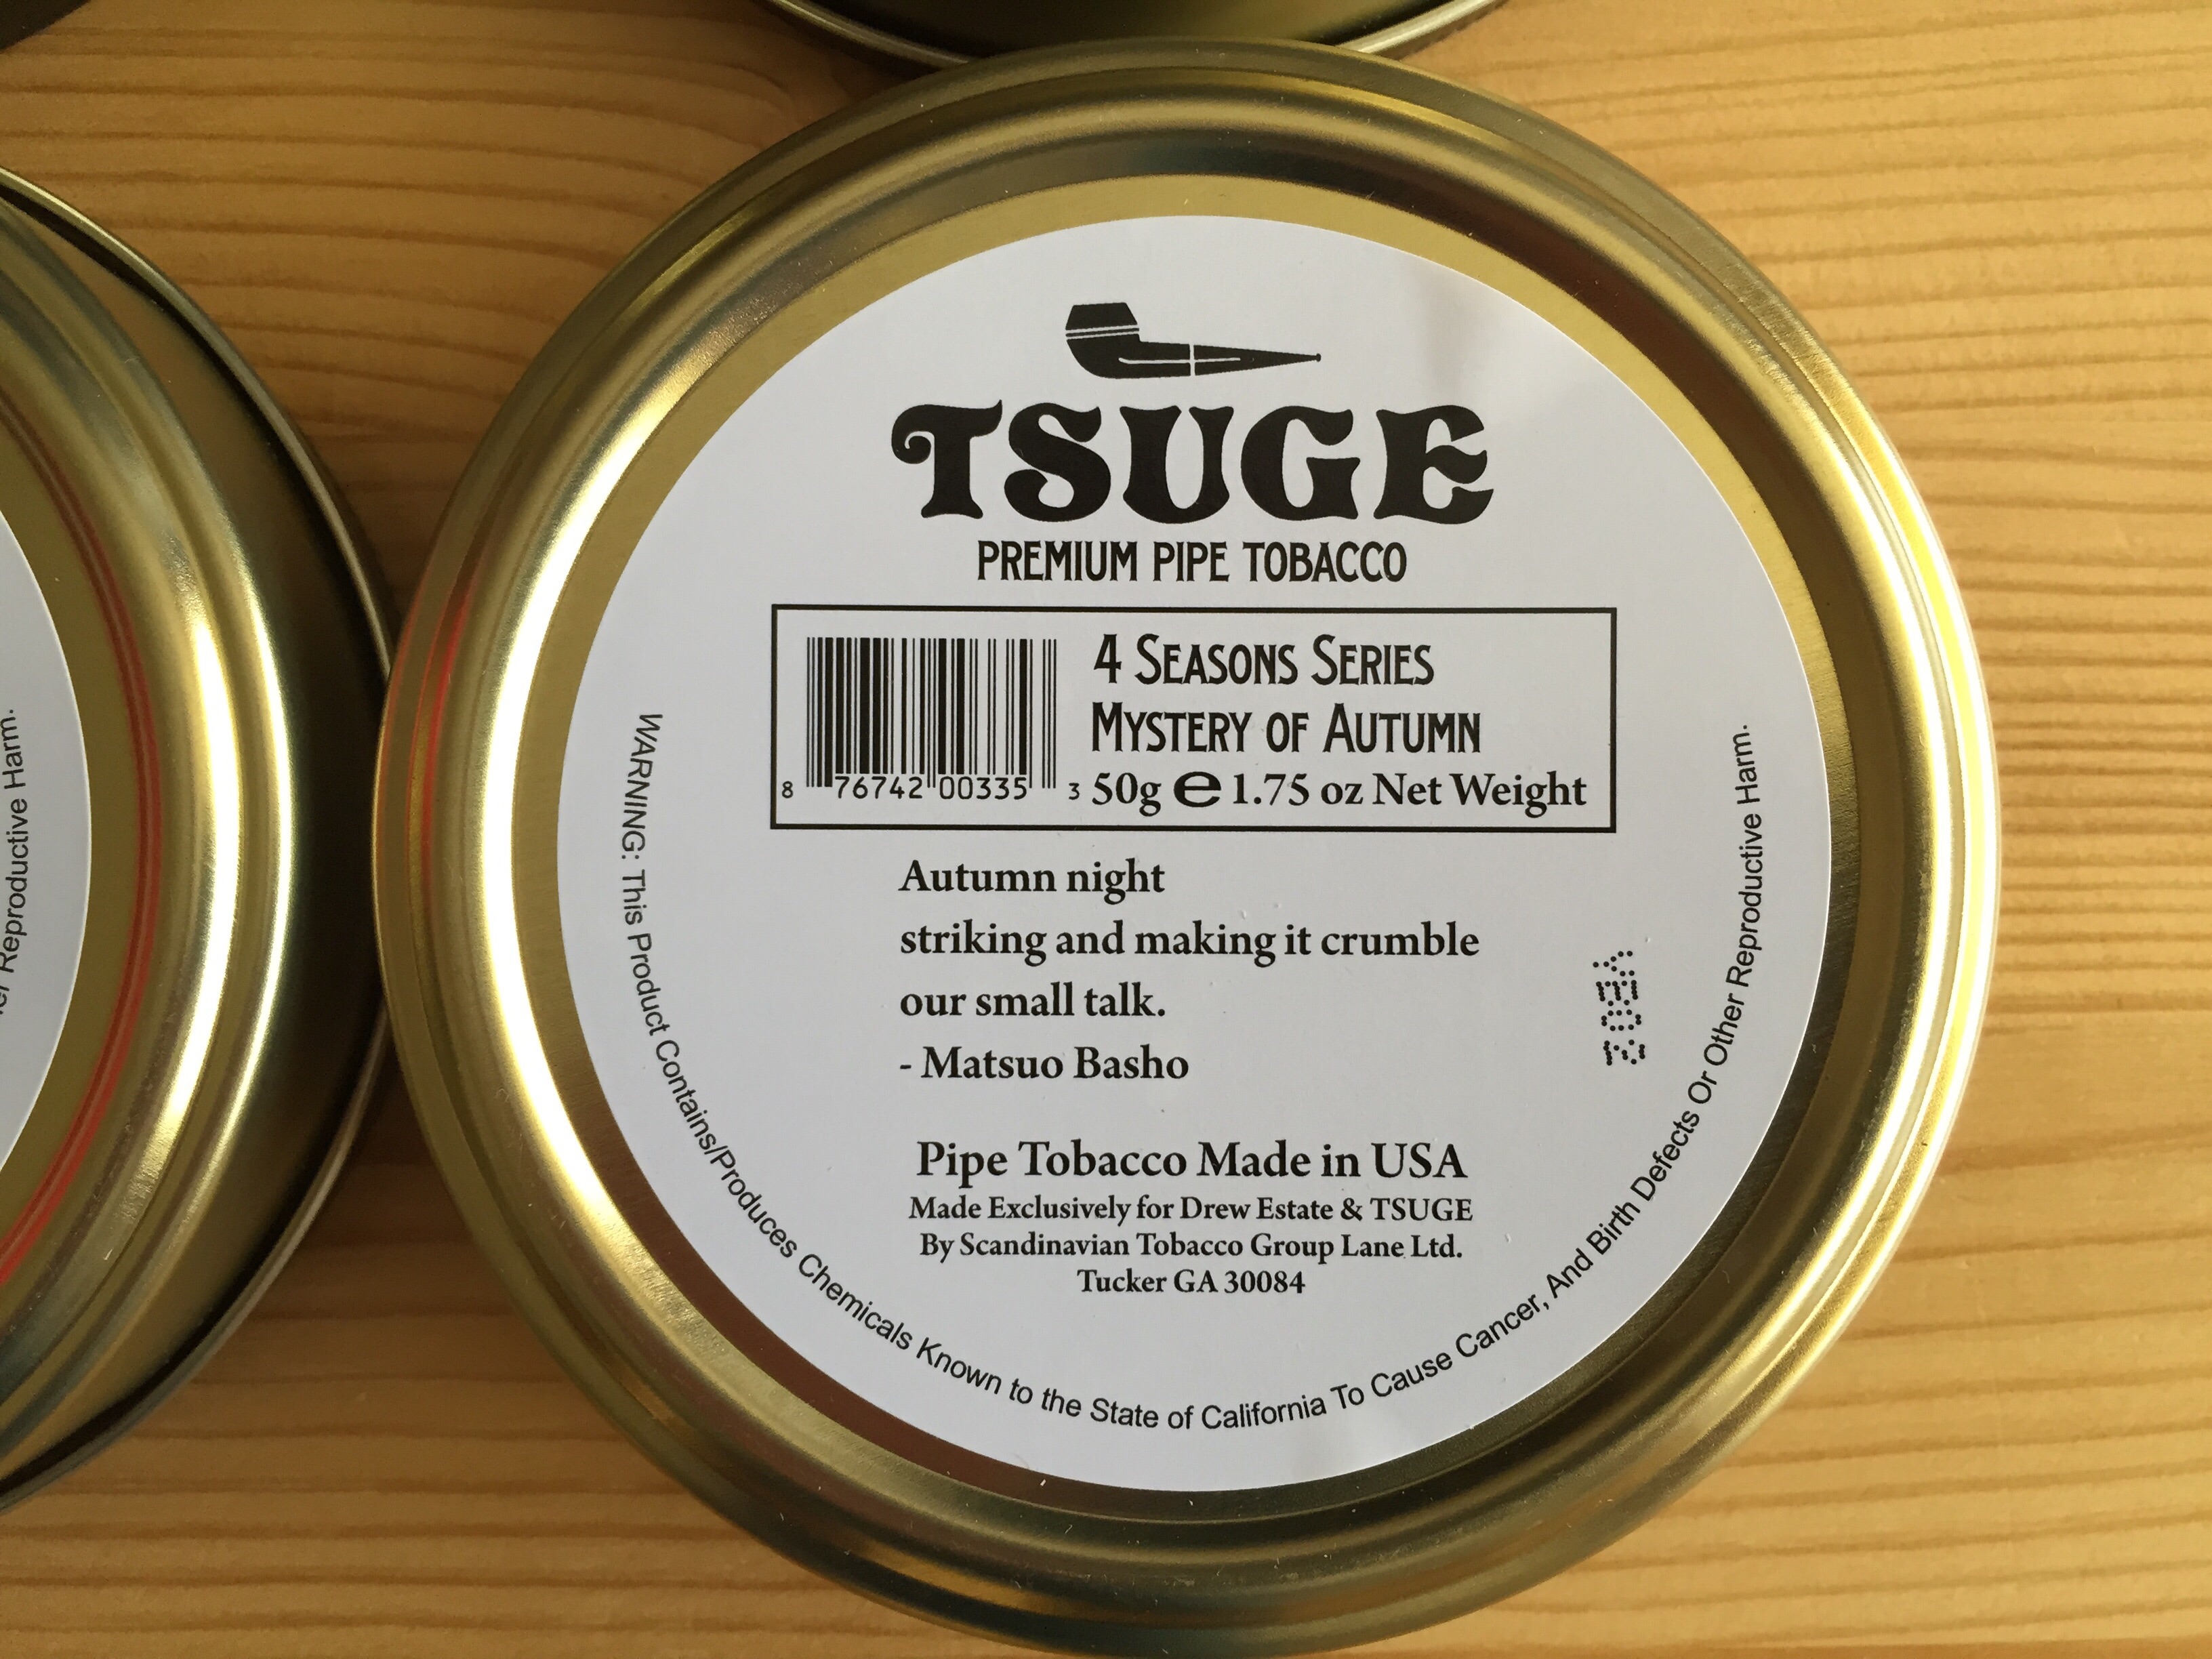 TSUGE
PREMIUM PIPE TOBACCO
4 SEASONS SERIES
MYSTERY OF AUTUMN
8 76742 00335 3
50g e 1.75 oz Net Weight
Autumn night
striking and making it crumble
our small talk.
- Matsuo Basho
Pipe Tobacco Made in USA
Made Exclusively for Drew Estate & TSUGE
By Scandinavian Tobacco Group Lane Ltd.
Tucker GA 30084
WARNING: This Product Contains/Produces Chemicals Known to the State of California To Cause Cancer, And Birth Defects Or Other Reproductive Harm.
Reproductive Harm.